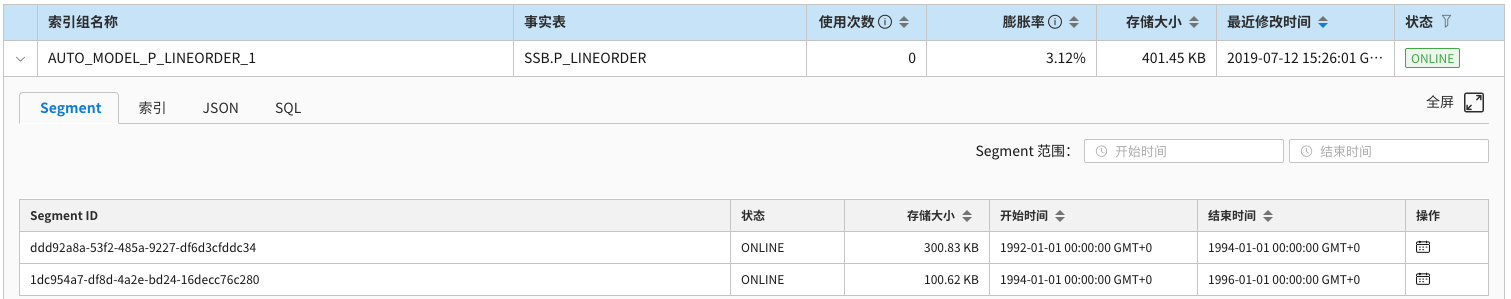 索引组名称 事实表 使用次数 膨胀率 存储大小 最近修改时间 状态
AUTO_MODEL_P_LINEORDER_1 SSB.P_LINEORDER 0 3.12% 401.45 KB 2019-07-12 15:26:01 G··· ONLINE
Segment 索引 JSON SQL 全屏
Segment 范围： 开始时间 结束时间
Segment ID 状态 存储大小 开始时间 结束时间 操作
ddd92a8a-53f2-485a-9227-df6d3cfddc34 ONLINE 300.83 KB 1992-01-01 00:00:00 GMT+0 1994-01-01 00:00:00 GMT+0
1dc954a7-df8d-4a2e-bd24-16decc76c280 ONLINE 100.62 KB 1994-01-01 00:00:00 GMT+0 1996-01-01 00:00:00 GMT+0